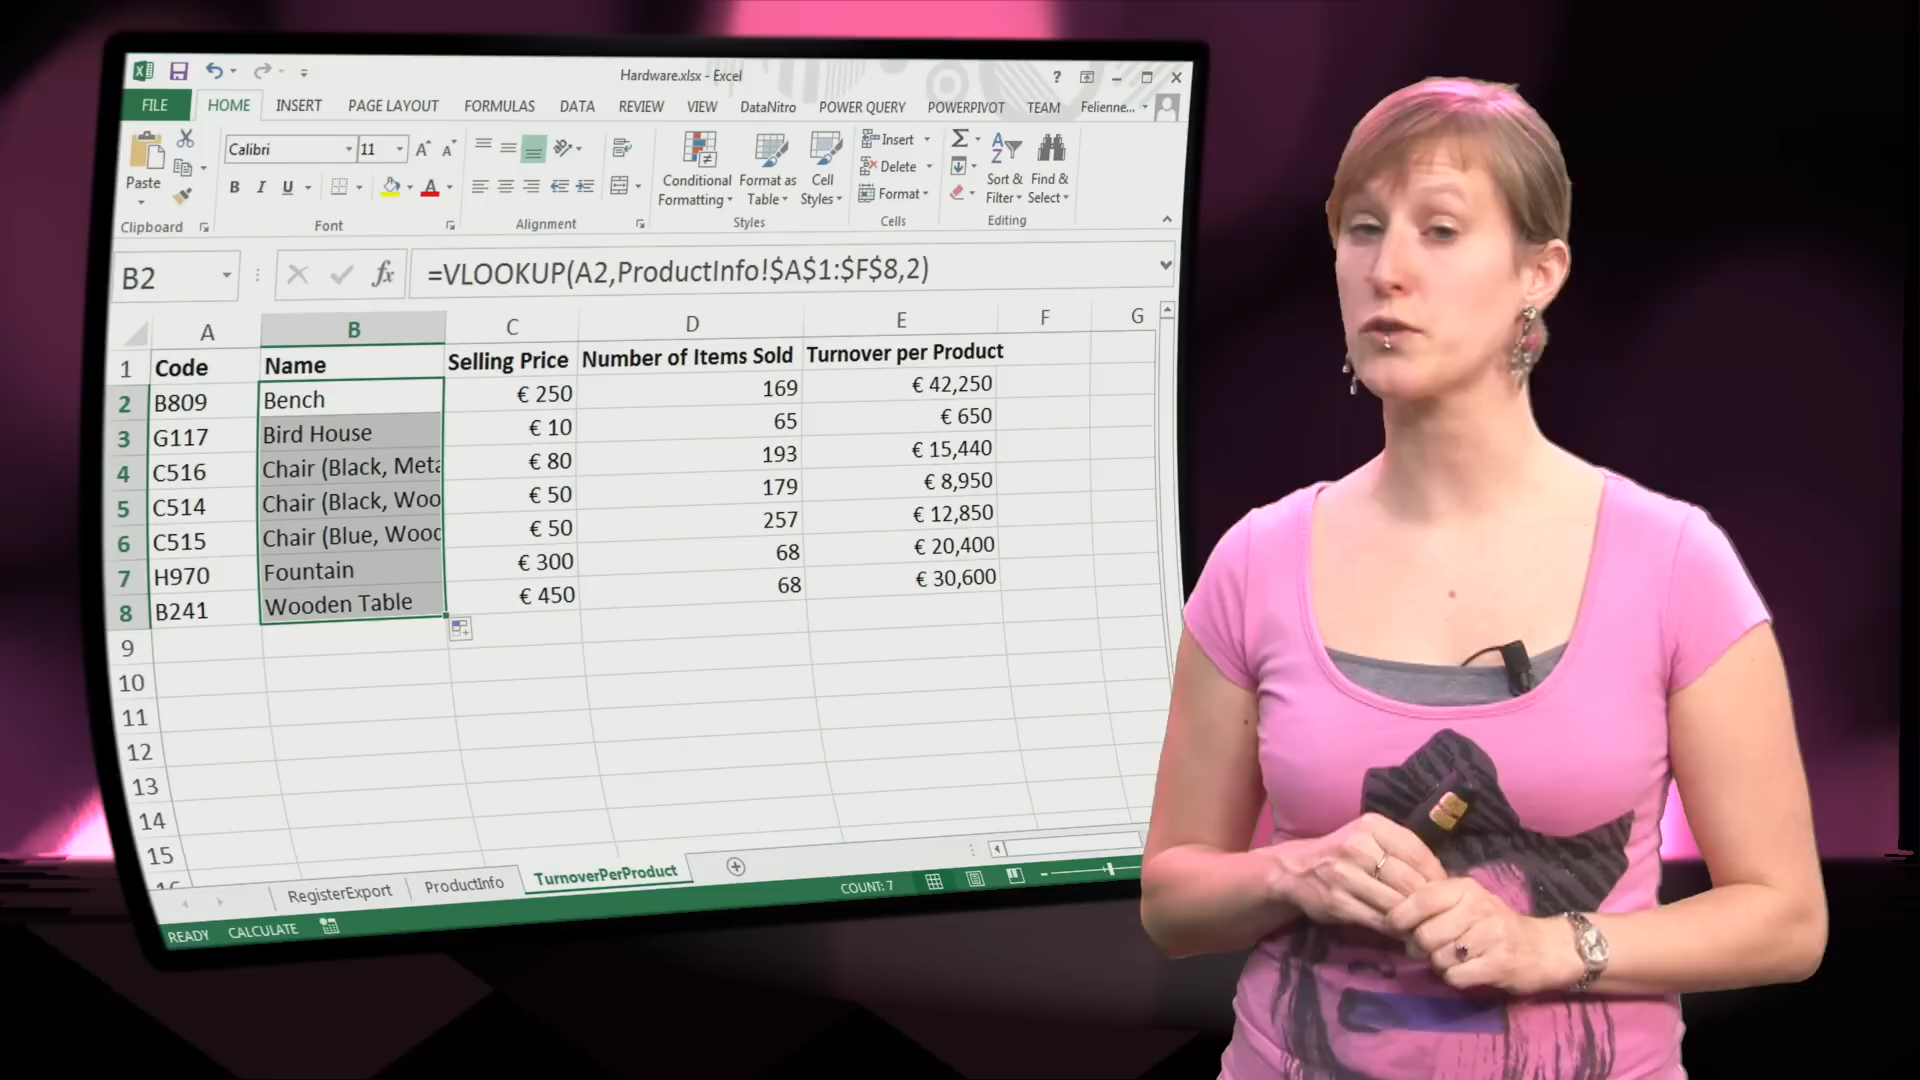 Hardware.xlsx - Excel
?
FILE HOME INSERT PAGE LAYOUT FORMULAS DATA REVIEW VIEW DataNitro POWER QUERY POWERPIVOT TEAM Felienne...
Calibri 11
Paste
B I U A
Conditional Formatting
Format as Table
Cell Styles
Insert
Delete
Format
Sort & Filter
Find & Select
Clipboard Font Alignment Styles Cells Editing
B2 fx =VLOOKUP(A2,ProductInfo!$A$1:$F$8,2)
A B C D E F G
1 Code Name Selling Price Number of Items Sold Turnover per Product
2 B809 Bench € 250 169 € 42,250
3 G117 Bird House € 10 65 € 650
4 C516 Chair (Black, Meta € 80 193 € 15,440
5 C514 Chair (Black, Woo € 50 179 € 8,950
6 C515 Chair (Blue, Wood € 50 257 € 12,850
7 H970 Fountain € 300 68 € 20,400
8 B241 Wooden Table € 450 68 € 30,600
9
10
11
12
13
14
15
RegisterExport ProductInfo TurnoverPerProduct
READY CALCULATE COUNT: 7